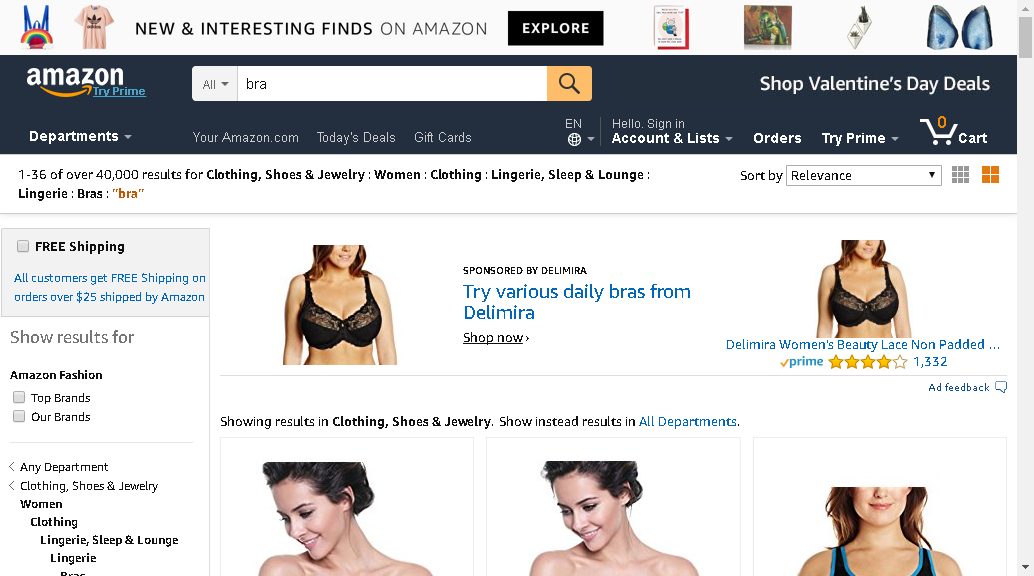 NEW & INTERESTING FINDS ON AMAZON
EXPLORE
amazon
Try Prime
All
bra
Shop Valentine's Day Deals
Departments
Your Amazon.com
Today's Deals
Gift Cards
EN
Hello. Sign in
Account & Lists
Orders
Try Prime
0
Cart
1-36 of over 40,000 results for Clothing, Shoes & Jewelry : Women : Clothing : Lingerie, Sleep & Lounge :
Lingerie : Bras : "bra"
Sort by
Relevance
FREE Shipping
All customers get FREE Shipping on
orders over $25 shipped by Amazon
Show results for
Amazon Fashion
Top Brands
Our Brands
Any Department
Clothing, Shoes & Jewelry
Women
Clothing
Lingerie, Sleep & Lounge
Lingerie
Bras
SPONSORED BY DELIMIRA
Try various daily bras from
Delimira
Shop now ›
Delimira Women's Beauty Lace Non Padded ...
prime
1,332
Ad feedback
Showing results in Clothing, Shoes & Jewelry. Show instead results in All Departments.